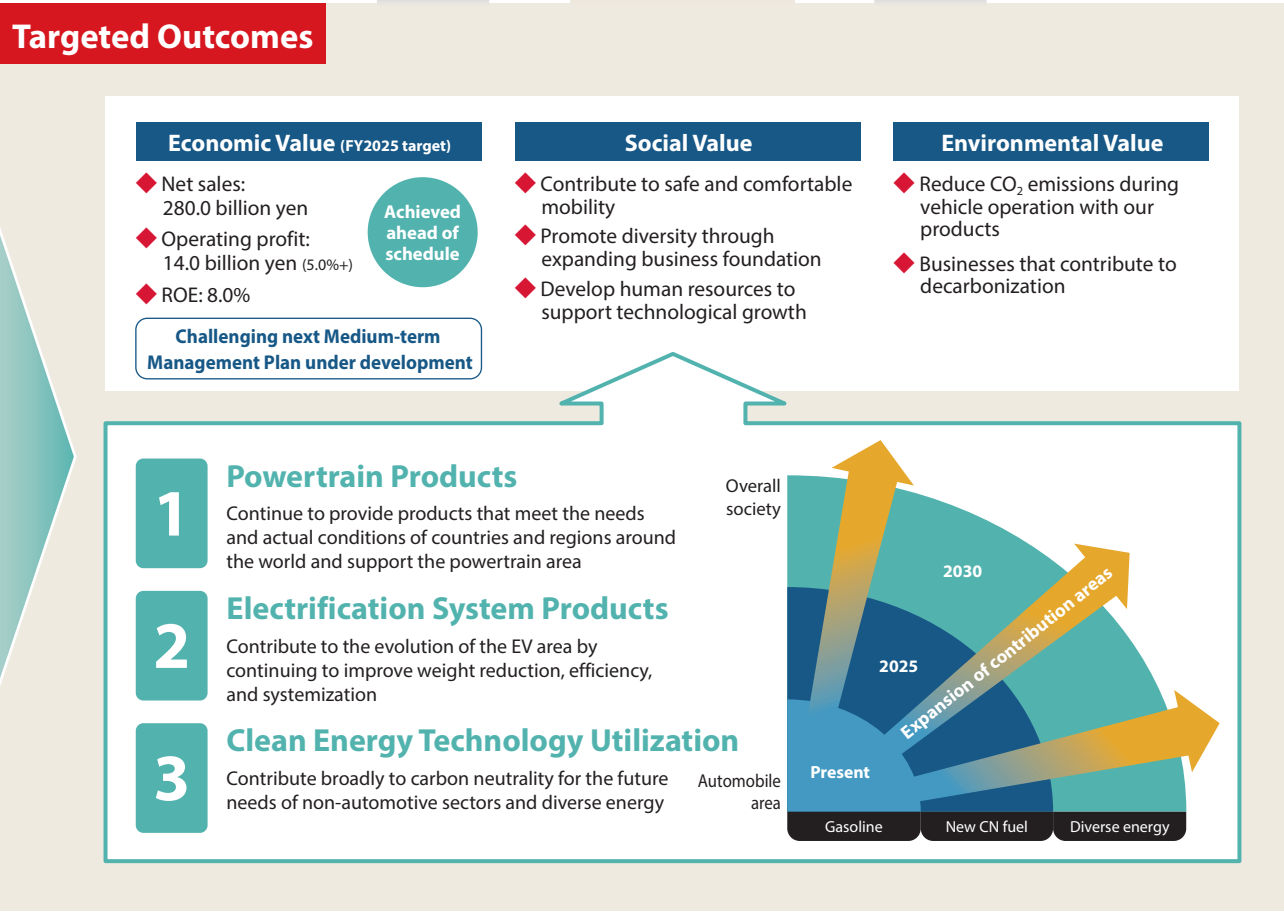 Targeted Outcomes
Economic Value (FY2025 target)
◆ Net sales:
280.0 billion yen
◆ Operating profit:
14.0 billion yen (5.0%+)
◆ ROE: 8.0%
Achieved
ahead of
schedule
Challenging next Medium-term
Management Plan under development
Social Value
◆ Contribute to safe and comfortable
mobility
◆ Promote diversity through
expanding business foundation
◆ Develop human resources to
support technological growth
Environmental Value
◆ Reduce CO₂ emissions during
vehicle operation with our
products
◆ Businesses that contribute to
decarbonization
1
Powertrain Products
Continue to provide products that meet the needs
and actual conditions of countries and regions around
the world and support the powertrain area
2
Electrification System Products
Contribute to the evolution of the EV area by
continuing to improve weight reduction, efficiency,
and systemization
3
Clean Energy Technology Utilization
Contribute broadly to carbon neutrality for the future
needs of non-automotive sectors and diverse energy
Overall
society
2030
2025
Expansion of contribution areas
Present
Automobile
area
Gasoline
New CN fuel
Diverse energy